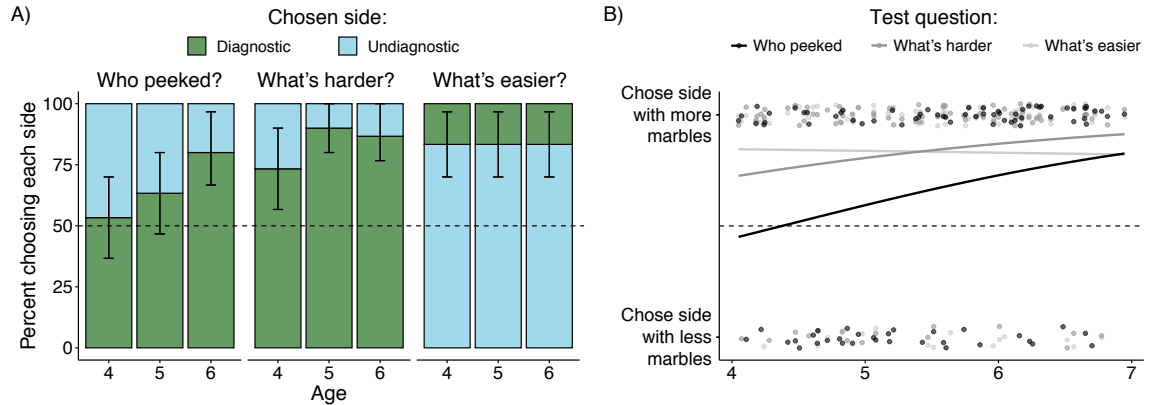 A)
Chosen side:
Diagnostic
Undiagnostic
Who peeked?
What's harder?
What's easier?
Percent choosing each side
100
75
50
25
0
4
5
6
4
5
6
4
5
6
Age
B)
Test question:
Who peeked
What's harder
What's easier
Chose side
with more
marbles
Chose side
with less
marbles
4
5
6
7